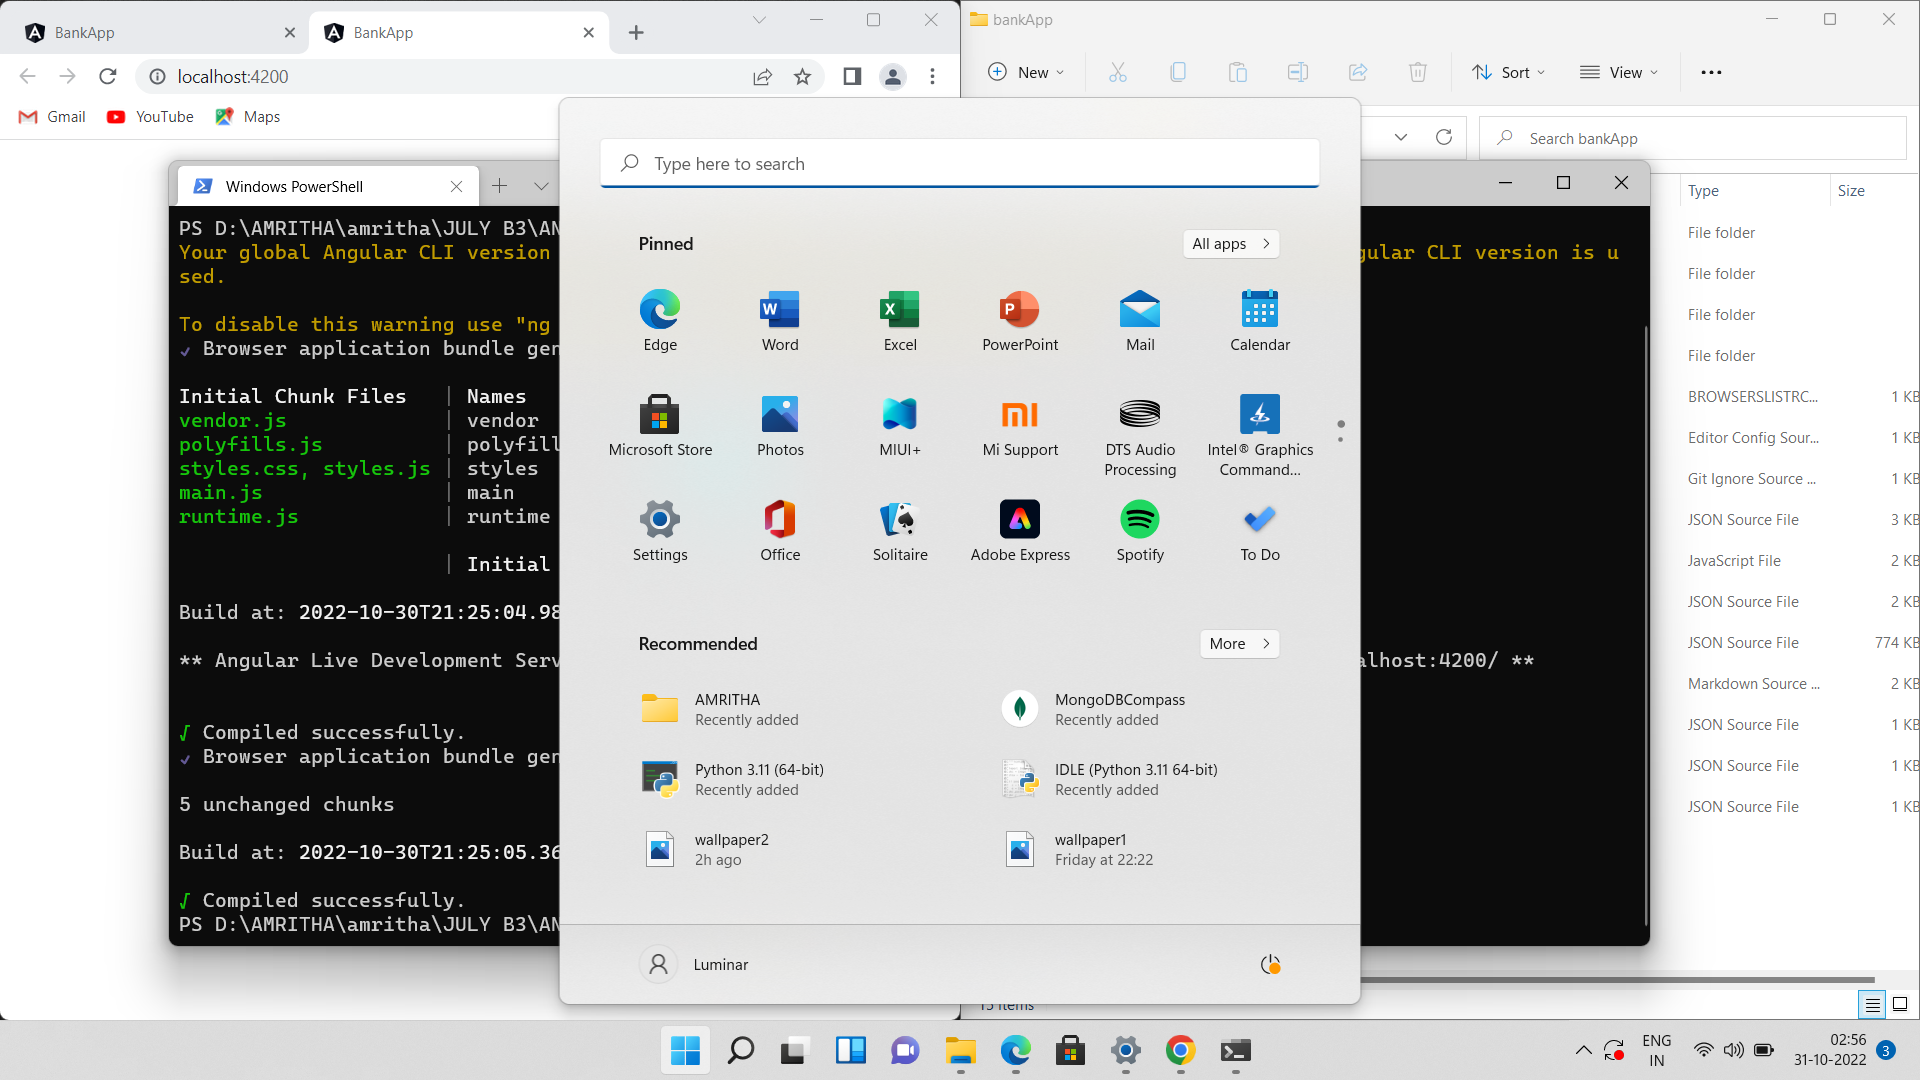 BankApp
BankApp
localhost:4200
Gmail
YouTube
Maps
bankApp
New
Sort
View
Search bankApp
Type
Size
File folder
File folder
File folder
File folder
BROWSERSLISTRC... 1 KB
Editor Config Sour... 1 KB
Git Ignore Source ... 1 KB
JSON Source File 3 KB
JavaScript File 2 KB
JSON Source File 2 KB
JSON Source File 774 KB
Markdown Source ... 2 KB
JSON Source File 1 KB
JSON Source File 1 KB
JSON Source File 1 KB
15 items
Windows PowerShell
PS D:\AMRITHA\amritha\JULY B3\AN
Your global Angular CLI version gular CLI version is u
sed.
To disable this warning use "ng
✔ Browser application bundle gen
Initial Chunk Files | Names
vendor.js | vendor
polyfills.js | polyfill
styles.css, styles.js | styles
main.js | main
runtime.js | runtime
| Initial
Build at: 2022-10-30T21:25:04.98
** Angular Live Development Serv alhost:4200/ **
√ Compiled successfully.
✔ Browser application bundle gen
5 unchanged chunks
Build at: 2022-10-30T21:25:05.36
√ Compiled successfully.
PS D:\AMRITHA\amritha\JULY B3\AN
Type here to search
Pinned
All apps
Edge
Word
Excel
PowerPoint
Mail
Calendar
Microsoft Store
Photos
MIUI+
Mi Support
DTS Audio
Processing
Intel® Graphics
Command...
Settings
Office
Solitaire
Adobe Express
Spotify
To Do
Recommended
More
AMRITHA
Recently added
MongoDBCompass
Recently added
Python 3.11 (64-bit)
Recently added
IDLE (Python 3.11 64-bit)
Recently added
wallpaper2
2h ago
wallpaper1
Friday at 22:22
Luminar
ENG
IN
02:56
31-10-2022
3